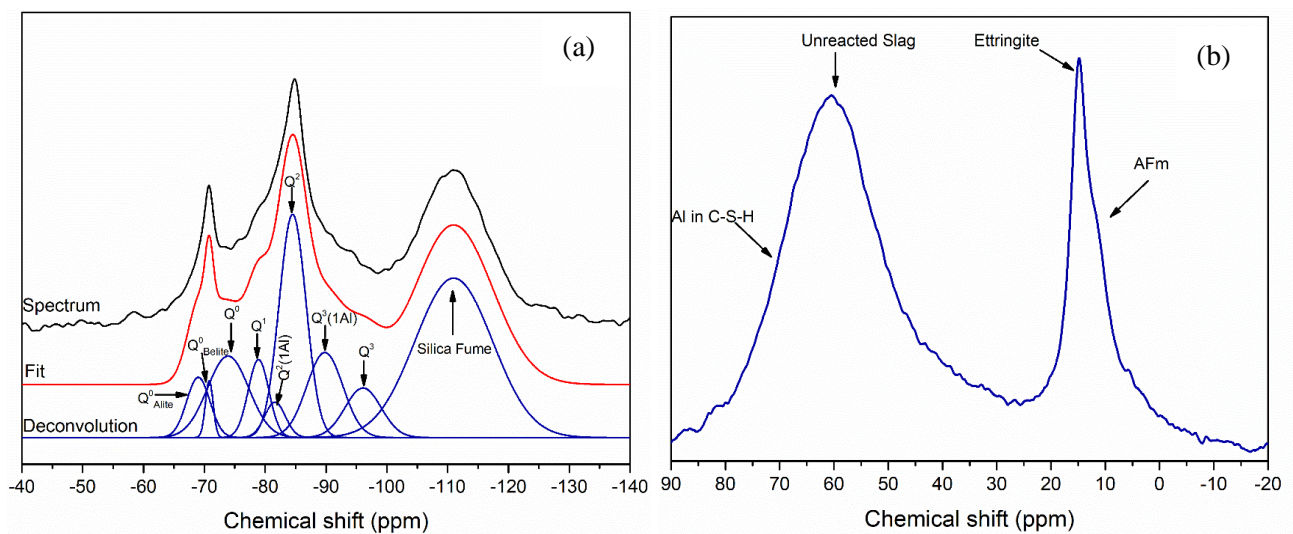 (a)
Spectrum
Fit
Deconvolution
Q⁰Alite
Q⁰Belite
Q⁰
Q¹
Q²(1Al)
Q²
Q³(1Al)
Q³
Silica Fume
-40 -50 -60 -70 -80 -90 -100 -110 -120 -130 -140
Chemical shift (ppm)
(b)
Unreacted Slag
Ettringite
AFm
Al in C-S-H
90 80 70 60 50 40 30 20 10 0 -10 -20
Chemical shift (ppm)